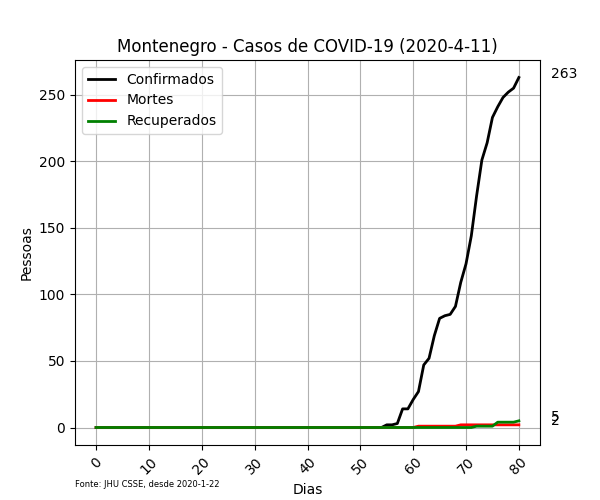 Montenegro - Casos de COVID-19 (2020-4-11)
Confirmados
Mortes
Recuperados
263
250
200
150
100
50
0
5
2
Pessoas
0 10 20 30 40 50 60 70 80
Fonte: JHU CSSE, desde 2020-1-22
Dias